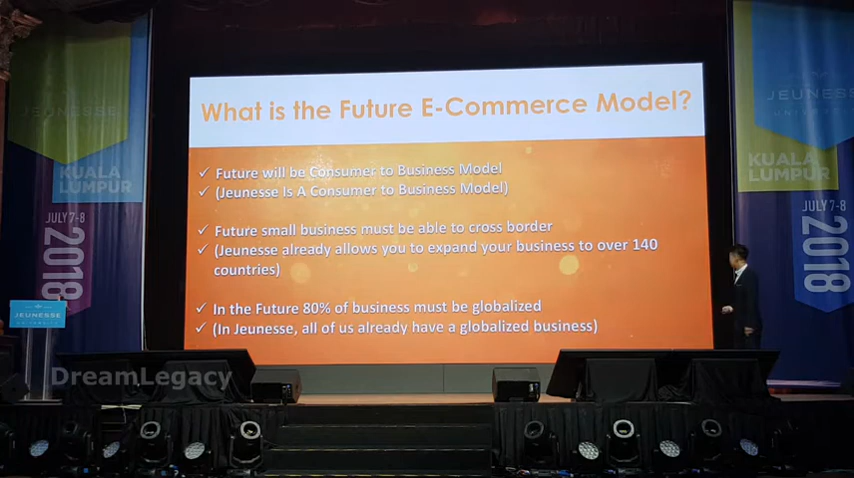 What is the Future E-Commerce Model?
✓ Future will be Consumer to Business Model
✓ (Jeunesse Is A Consumer to Business Model)
✓ Future small business must be able to cross border
✓ (Jeunesse already allows you to expand your business to over 140
countries)
✓ In the Future 80% of business must be globalized
✓ (In Jeunesse, all of us already have a globalized business)
JEUNESSE
KUALA
LUMPUR
JULY 7-8
2018
JEUNESSE
UNIVERSITY
KUALA
LUMPUR
JULY 7-8
2018
JEUNESSE
UNIVERSITY
DreamLegacy